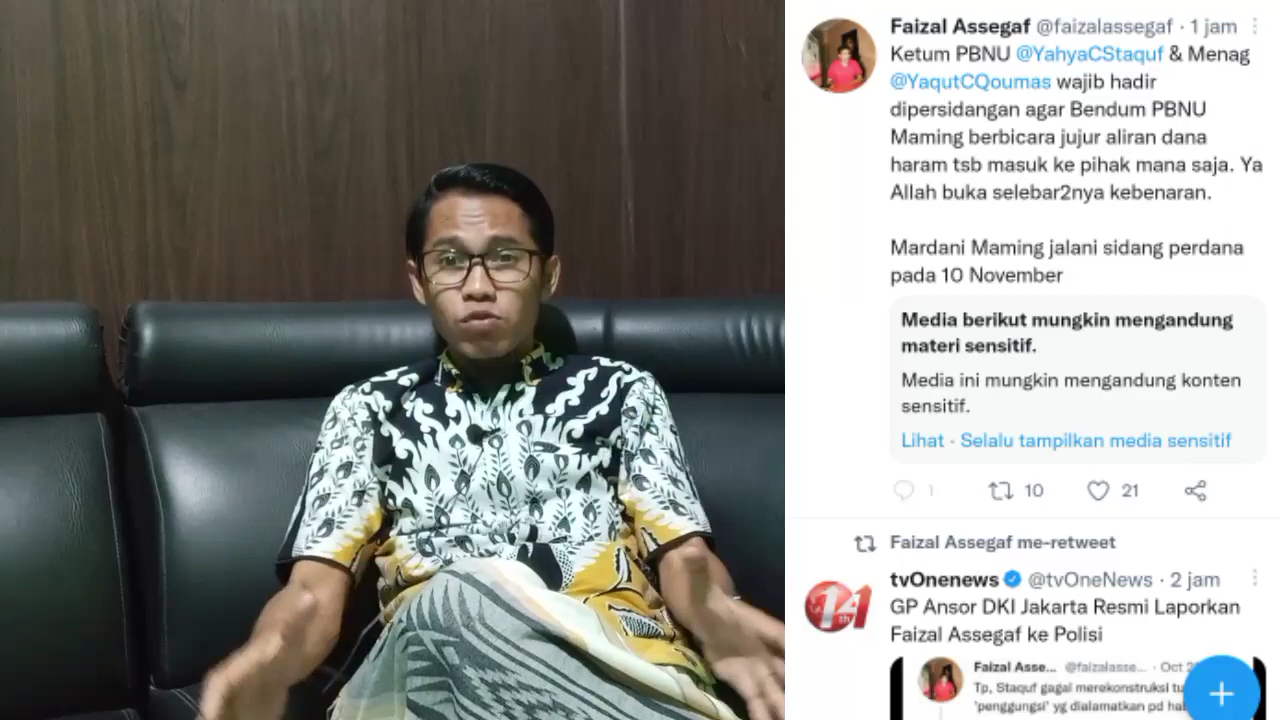 Faizal Assegaf @faizalassegaf · 1 jam
Ketum PBNU @YahyaCStaquf & Menag
@YaqutCQoumas wajib hadir
dipersidangan agar Bendum PBNU
Maming berbicara jujur aliran dana
haram tsb masuk ke pihak mana saja. Ya
Allah buka selebar2nya kebenaran.
Mardani Maming jalani sidang perdana
pada 10 November
Media berikut mungkin mengandung
materi sensitif.
Media ini mungkin mengandung konten
sensitif.
Lihat · Selalu tampilkan media sensitif
1 10 21
Faizal Assegaf me-retweet
tvOnenews @tvOneNews · 2 jam
GP Ansor DKI Jakarta Resmi Laporkan
Faizal Assegaf ke Polisi
Faizal Asse... @faizalasse... · Oct
Tp, Staquf gagal merekonstruksi
'penggungsi' yg dialamatkan pd